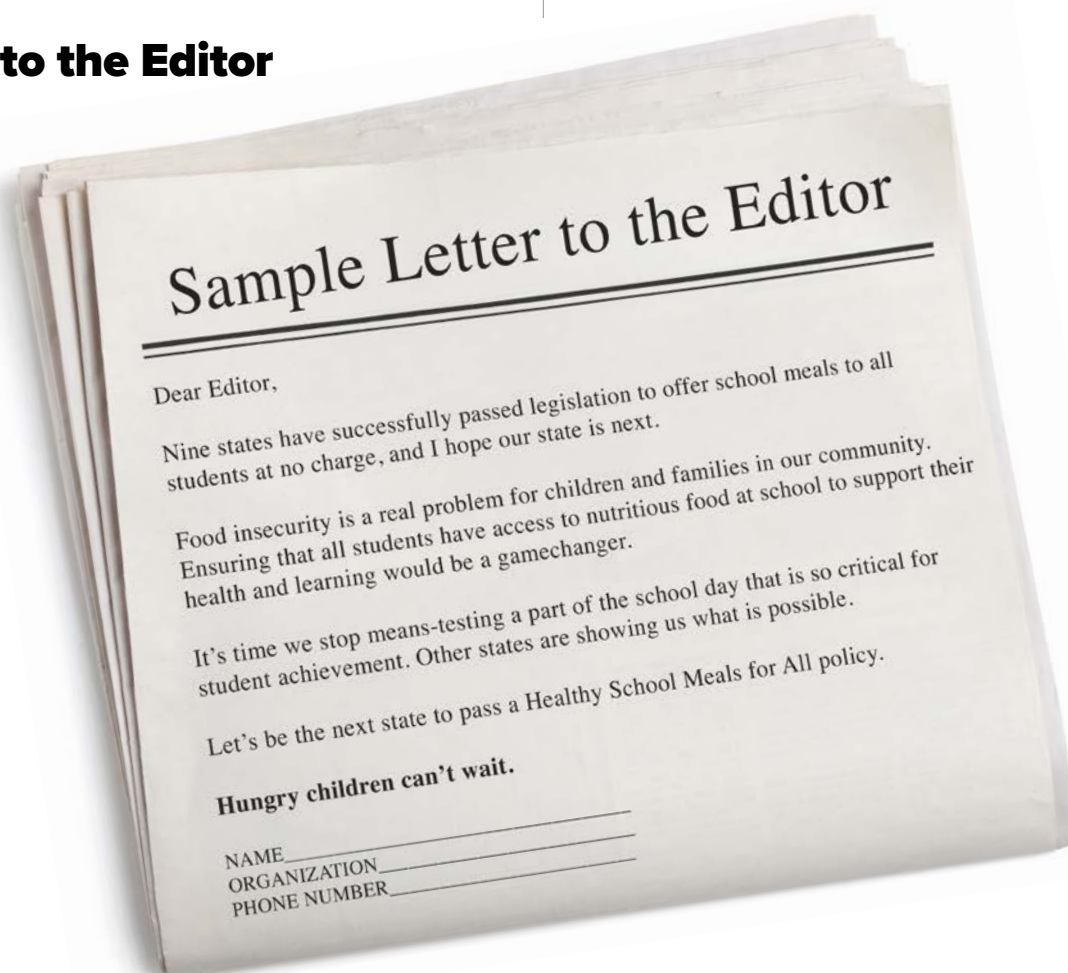 to the Editor
Sample Letter to the Editor
Dear Editor,
Nine states have successfully passed legislation to offer school meals to all
students at no charge, and I hope our state is next.
Food insecurity is a real problem for children and families in our community.
Ensuring that all students have access to nutritious food at school to support their
health and learning would be a gamechanger.
It's time we stop means-testing a part of the school day that is so critical for
student achievement. Other states are showing us what is possible.
Let's be the next state to pass a Healthy School Meals for All policy.
Hungry children can't wait.
NAME
ORGANIZATION
PHONE NUMBER